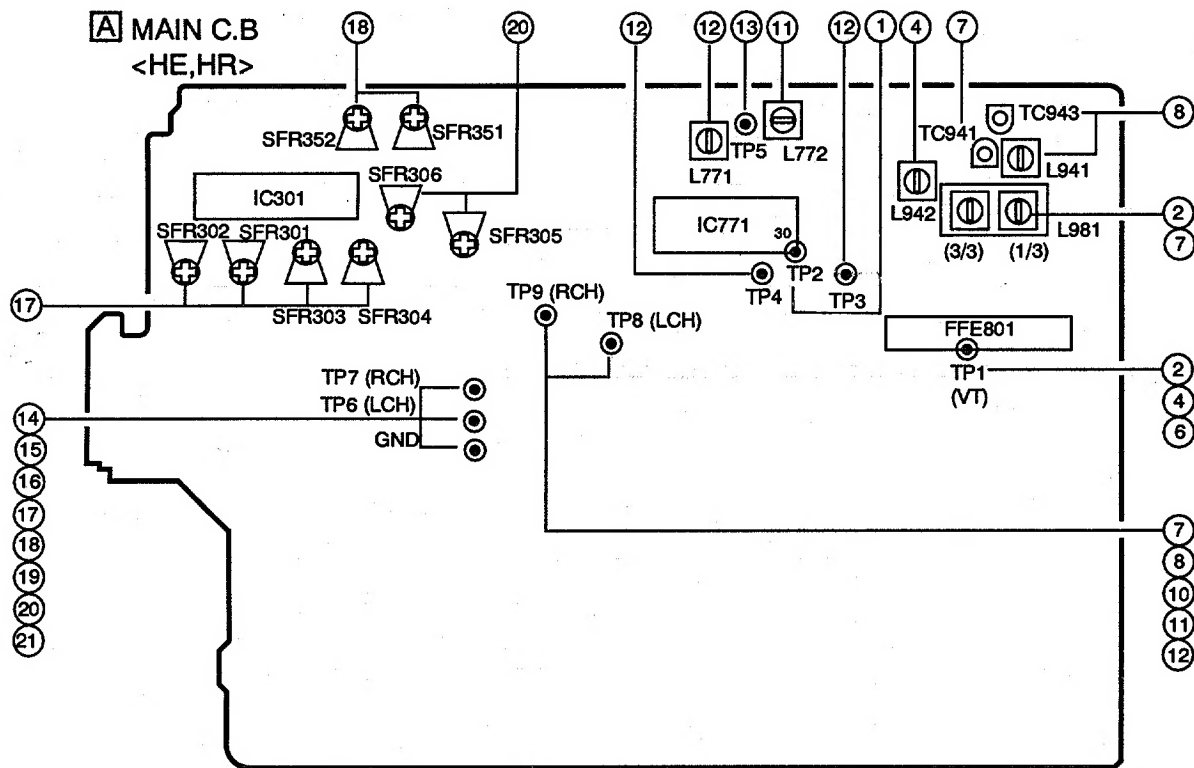 A MAIN C.B
<HE,HR>
18 20 12 12 13 11 1 4 7 12
SFR352 SFR351
TP5
L771 L772
TC943
TC941
8
L941
L942
SFR306
IC301
SFR305
IC771
30
L981
2
7
(3/3) (1/3)
SFR302 SFR301
TP2
TP4 TP3
17
SFR303 SFR304
TP9 (RCH)
TP8 (LCH)
FFE801
TP1
(VT)
2
4
6
TP7 (RCH)
TP6 (LCH)
GND
14
15
16
17
18
19
20
21
7
8
10
11
12